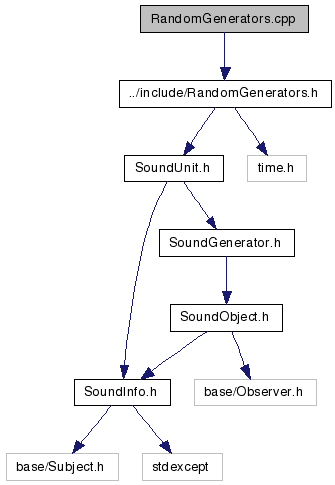 RandomGenerators.cpp
../include/RandomGenerators.h
SoundUnit.h
time.h
SoundGenerator.h
SoundObject.h
SoundInfo.h
base/Observer.h
base/Subject.h
stdexcept